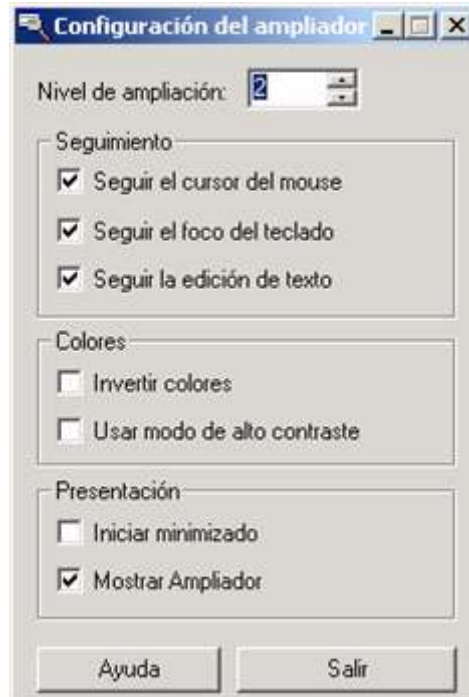 Configuración del ampliador
Nivel de ampliación: 2
Seguimiento
Seguir el cursor del mouse
Seguir el foco del teclado
Seguir la edición de texto
Colores
Invertir colores
Usar modo de alto contraste
Presentación
Iniciar minimizado
Mostrar Ampliador
Ayuda Salir